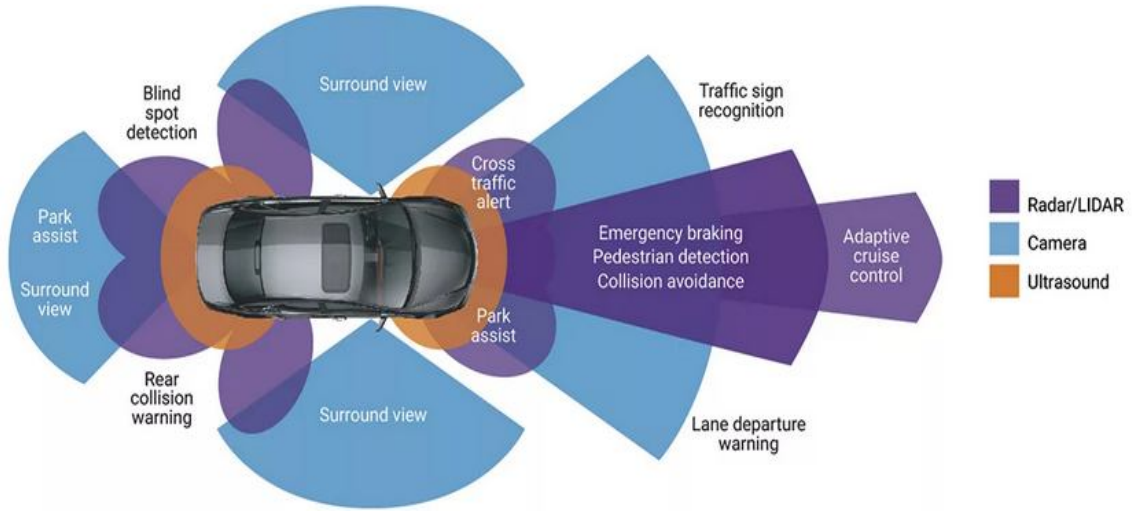 Surround view
Blind
spot
detection
Traffic sign
recognition
Cross
traffic
alert
Park
assist
Surround
view
Emergency braking
Pedestrian detection
Collision avoidance
Adaptive
cruise
control
Radar/LIDAR
Camera
Ultrasound
Park
assist
Rear
collision
warning
Surround view
Lane departure
warning